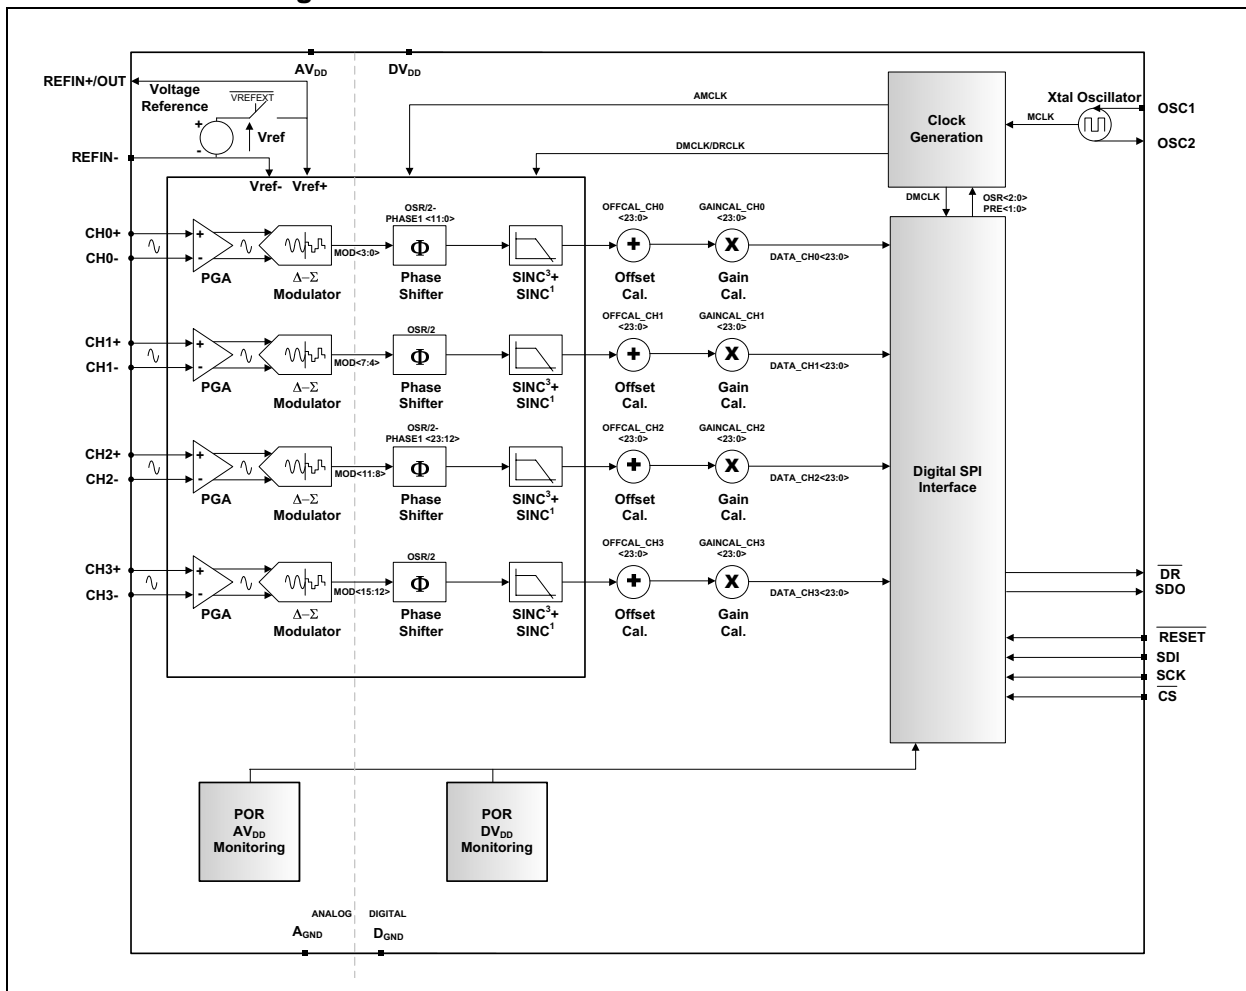 AVDD
DVDD
REFIN+/OUT
Voltage
Reference
VREFEXT
+
-
Vref
REFIN-
Vref-
Vref+
AMCLK
DMCLK/DRCLK
Clock
Generation
Xtal Oscillator
MCLK
OSC1
OSC2
DMCLK
OSR<2:0>
PRE<1:0>
CH0+
CH0-
+
-
PGA
Δ–Σ
Modulator
MOD<3:0>
OSR/2-
PHASE1 <11:0>
Φ
Phase
Shifter
SINC3+
SINC1
OFFCAL_CH0
<23:0>
+
Offset
Cal.
GAINCAL_CH0
<23:0>
X
Gain
Cal.
DATA_CH0<23:0>
CH1+
CH1-
+
-
PGA
Δ–Σ
Modulator
MOD<7:4>
OSR/2
Φ
Phase
Shifter
SINC3+
SINC1
OFFCAL_CH1
<23:0>
+
Offset
Cal.
GAINCAL_CH1
<23:0>
X
Gain
Cal.
DATA_CH1<23:0>
CH2+
CH2-
+
-
PGA
Δ–Σ
Modulator
MOD<11:8>
OSR/2-
PHASE1 <23:12>
Φ
Phase
Shifter
SINC3+
SINC1
OFFCAL_CH2
<23:0>
+
Offset
Cal.
GAINCAL_CH2
<23:0>
X
Gain
Cal.
DATA_CH2<23:0>
CH3+
CH3-
+
-
PGA
Δ–Σ
Modulator
MOD<15:12>
OSR/2
Φ
Phase
Shifter
SINC3+
SINC1
OFFCAL_CH3
<23:0>
+
Offset
Cal.
GAINCAL_CH3
<23:0>
X
Gain
Cal.
DATA_CH3<23:0>
Digital SPI
Interface
DR
SDO
RESET
SDI
SCK
CS
POR
AVDD
Monitoring
POR
DVDD
Monitoring
ANALOG
DIGITAL
AGND
DGND